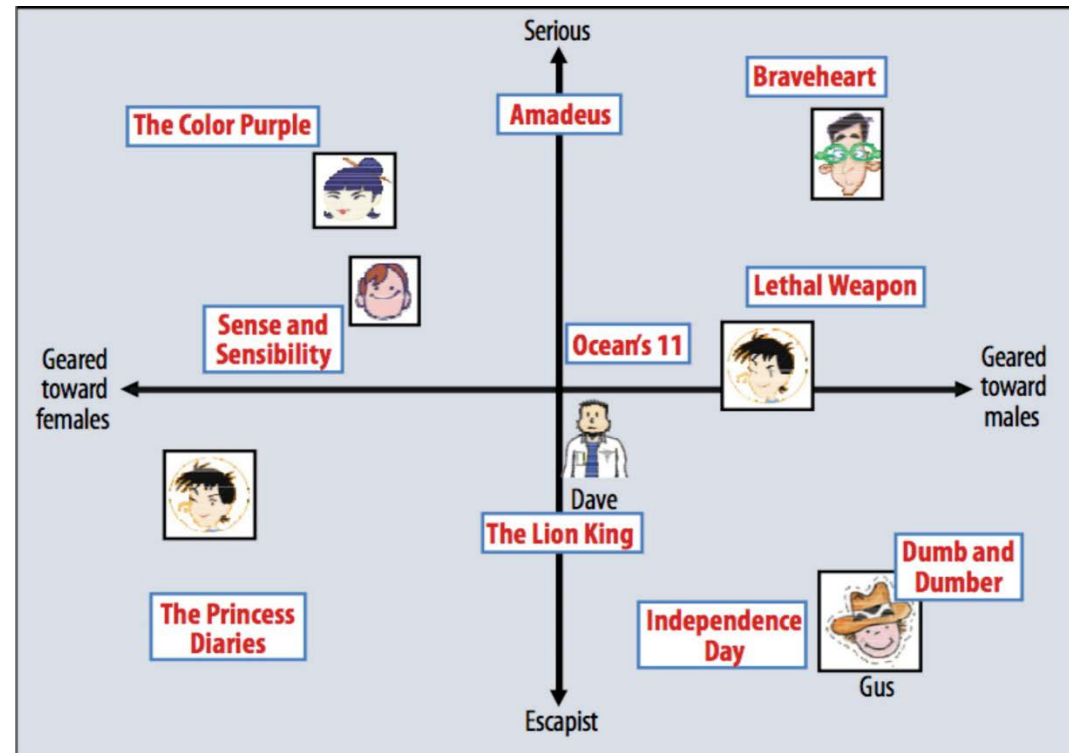 Serious
Braveheart
Amadeus
The Color Purple
Lethal Weapon
Sense and
Sensibility
Ocean's 11
Geared
toward
females
Geared
toward
males
Dave
The Lion King
Dumb and
Dumber
The Princess
Diaries
Independence
Day
Gus
Escapist